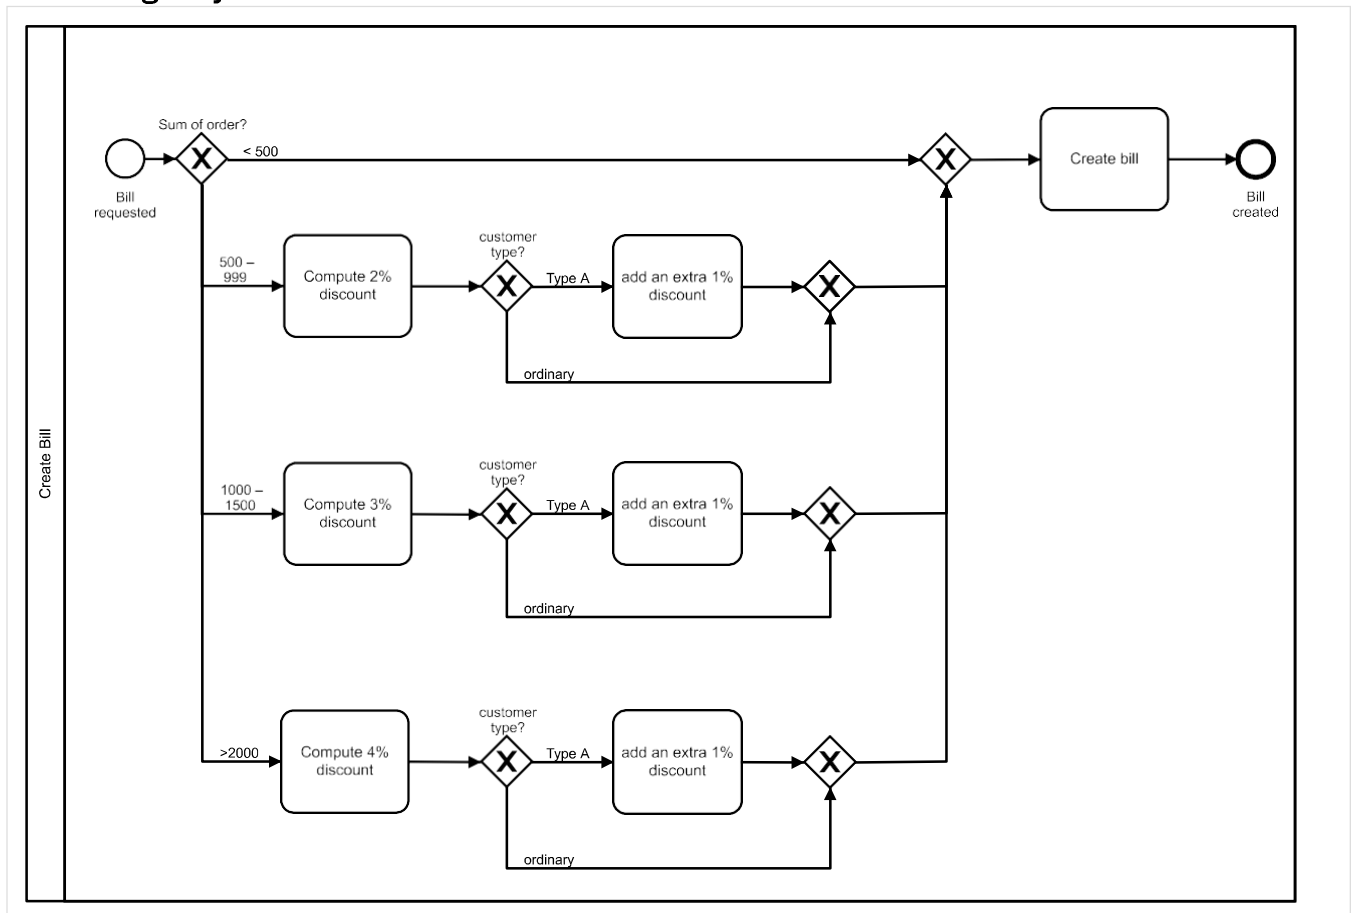 Sum of order?
X
< 500
X
Create bill
Bill
requested
Bill
created
500 –
999
Compute 2%
discount
customer
type?
X
Type A
add an extra 1%
discount
X
ordinary
Create Bill
1000 –
1500
Compute 3%
discount
customer
type?
X
Type A
add an extra 1%
discount
X
ordinary
>2000
Compute 4%
discount
customer
type?
X
Type A
add an extra 1%
discount
X
ordinary